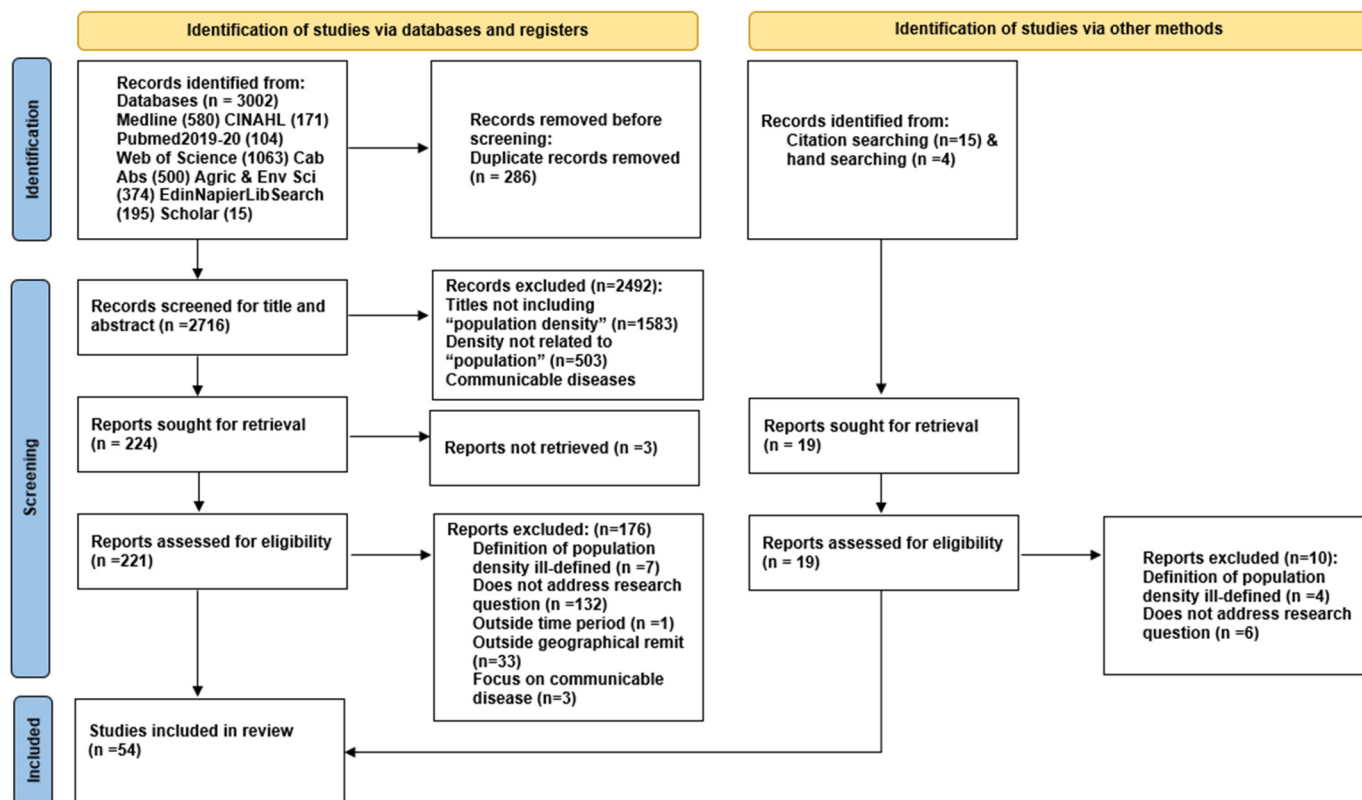 Identification of studies via databases and registers
Identification of studies via other methods
Identification
Records identified from:
Databases (n = 3002)
Medline (580) CINAHL (171)
Pubmed2019-20 (104)
Web of Science (1063) Cab
Abs (500) Agric & Env Sci
(374) EdinNapierLibSearch
(195) Scholar (15)
Records removed before
screening:
Duplicate records removed
(n = 286)
Records identified from:
Citation searching (n=15) &
hand searching (n =4)
Screening
Records screened for title and
abstract (n =2716)
Records excluded (n=2492):
Titles not including
“population density” (n=1583)
Density not related to
“population” (n=503)
Communicable diseases
Reports sought for retrieval
(n = 224)
Reports not retrieved (n =3)
Reports sought for retrieval
(n = 19)
Reports assessed for eligibility
(n =221)
Reports excluded: (n=176)
Definition of population
density ill-defined (n =7)
Does not address research
question (n =132)
Outside time period (n =1)
Outside geographical remit
(n=33)
Focus on communicable
disease (n=3)
Reports assessed for eligibility
(n = 19)
Reports excluded (n=10):
Definition of population
density ill-defined (n =4)
Does not address research
question (n =6)
Included
Studies included in review
(n =54)